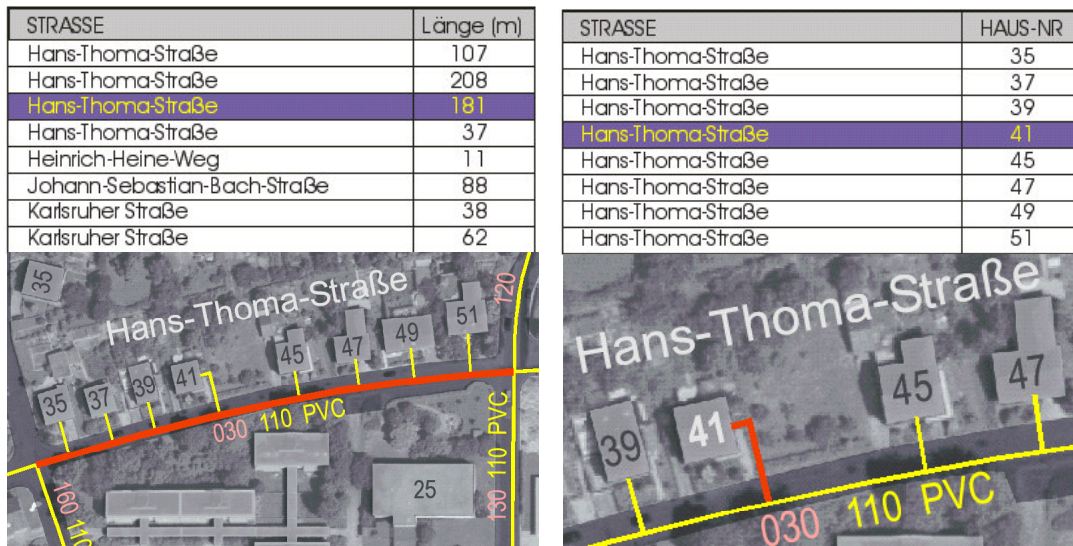 STRASSE Länge (m)
Hans-Thoma-Straße 107
Hans-Thoma-Straße 208
Hans-Thoma-Straße 181
Hans-Thoma-Straße 37
Heinrich-Heine-Weg 11
Johann-Sebastian-Bach-Straße 88
Karlsruher Straße 38
Karlsruher Straße 62
STRASSE HAUS-NR
Hans-Thoma-Straße 35
Hans-Thoma-Straße 37
Hans-Thoma-Straße 39
Hans-Thoma-Straße 41
Hans-Thoma-Straße 45
Hans-Thoma-Straße 47
Hans-Thoma-Straße 49
Hans-Thoma-Straße 51
35
Hans-Thoma-Straße
120
51
49
47
45
41
39
37
35
030 110 PVC
110 PVC
130
160 110
25
Hans-Thoma-Straße
47
45
41
39
030 110 PVC